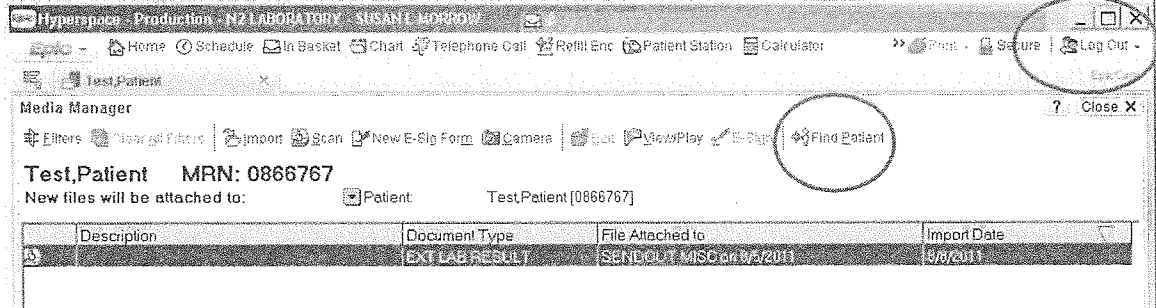 Hyperspace - Production - N2 LABORATORY - SUSAN L MORROW
Epic Home Schedule In Basket Chart Telephone Call Refill Enc Patient Station Calculator >> Print Secure Log Out
Test,Patient × EpicCare
Media Manager ? Close X
Filters Clear All Filters Import Scan New E-Sig Form Camera Edit View/Play E-Sign Find Patient
Test,Patient MRN: 0866767
New files will be attached to: Patient: Test,Patient [0866767]
Description Document Type File Attached to Import Date
EXT LAB RESULT SENDOUT MISC on 8/5/2011 8/8/2011